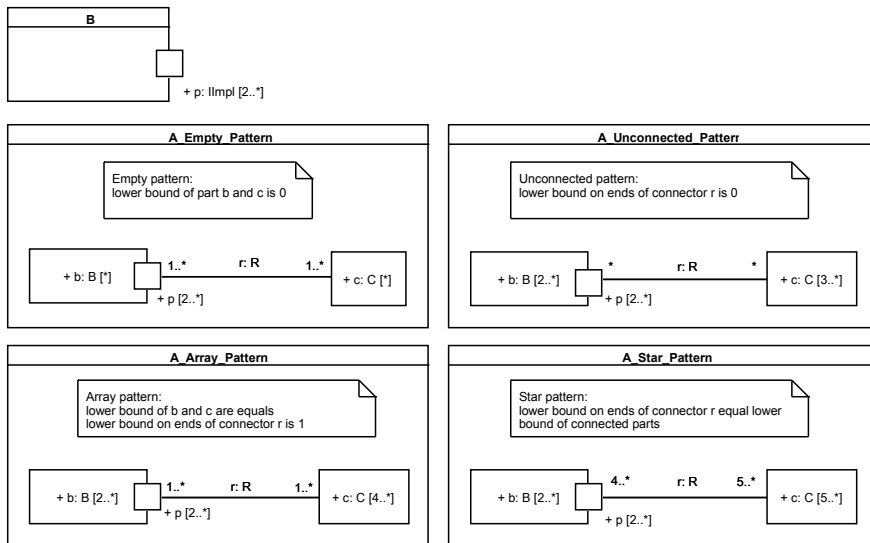 B
+ p: IImpl [2..*]
A_Empty_Pattern
Empty pattern:
lower bound of part b and c is 0
+ b: B [*]
1..*
r: R
1..*
+ c: C [*]
+ p [2..*]
A_Unconnected_Pattern
Unconnected pattern:
lower bound on ends of connector r is 0
+ b: B [2..*]
*
r: R
*
+ c: C [3..*]
+ p [2..*]
A_Array_Pattern
Array pattern:
lower bound of b and c are equals
lower bound on ends of connector r is 1
+ b: B [2..*]
1..*
r: R
1..*
+ c: C [4..*]
+ p [2..*]
A_Star_Pattern
Star pattern:
lower bound on ends of connector r equal lower
bound of connected parts
+ b: B [2..*]
4..*
r: R
5..*
+ c: C [5..*]
+ p [2..*]